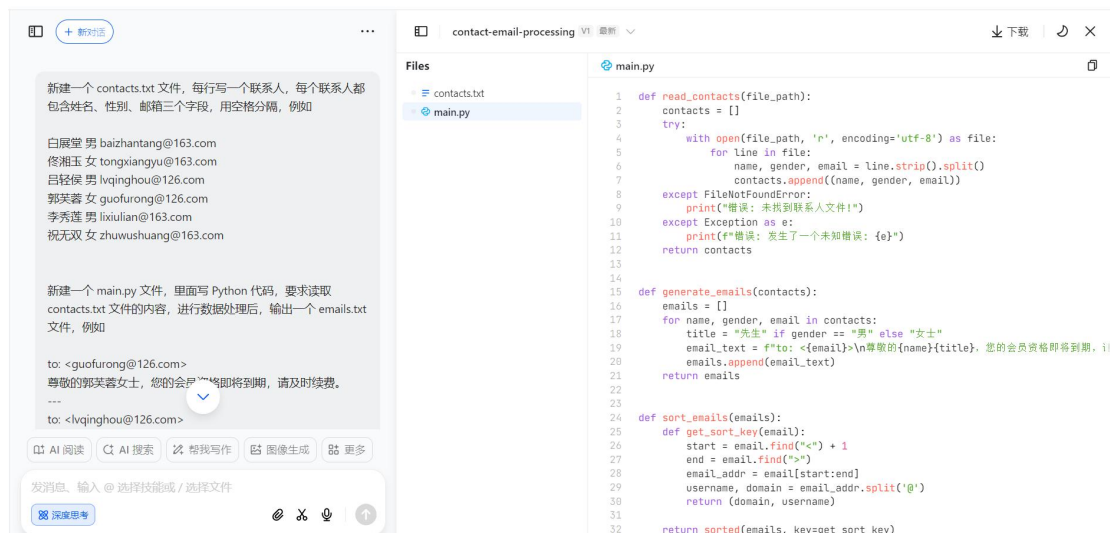 + 新对话
...
新建一个 contacts.txt 文件，每行写一个联系人，每个联系人都
包含姓名、性别、邮箱三个字段，用空格分隔，例如
白展堂 男 baizhantang@163.com
佟湘玉 女 tongxiangyu@163.com
吕轻侯 男 lvqinghou@126.com
郭芙蓉 女 guofurong@126.com
李秀莲 男 lixiulian@163.com
祝无双 女 zhuwushuang@163.com
新建一个 main.py 文件，里面写 Python 代码，要求读取
contacts.txt 文件的内容，进行数据处理后，输出一个 emails.txt
文件，例如
to: <guofurong@126.com>
尊敬的郭芙蓉女士，您的会员资格即将到期，请及时续费。
---
to: <lvqinghou@126.com>
AI 阅读 AI 搜索 帮我写作 图像生成 更多
发消息、输入 @ 选择技能或 / 选择文件
深度思考
contact-email-processing V1 最新
下载
Files
contacts.txt
main.py
main.py
1 def read_contacts(file_path):
2 contacts = []
3 try:
4 with open(file_path, 'r', encoding='utf-8') as file:
5 for line in file:
6 name, gender, email = line.strip().split()
7 contacts.append((name, gender, email))
8 except FileNotFoundError:
9 print("错误: 未找到联系人文件!")
10 except Exception as e:
11 print(f"错误: 发生了一个未知错误: {e}")
12 return contacts
13
14
15 def generate_emails(contacts):
16 emails = []
17 for name, gender, email in contacts:
18 title = "先生" if gender == "男" else "女士"
19 email_text = f"to: <{email}>\n尊敬的{name}{title}，您的会员资格即将到期，
20 emails.append(email_text)
21 return emails
22
23
24 def sort_emails(emails):
25 def get_sort_key(email):
26 start = email.find("<") + 1
27 end = email.find(">")
28 email_addr = email[start:end]
29 username, domain = email_addr.split('@')
30 return (domain, username)
31
32 return sorted(emails, key=get_sort_key)